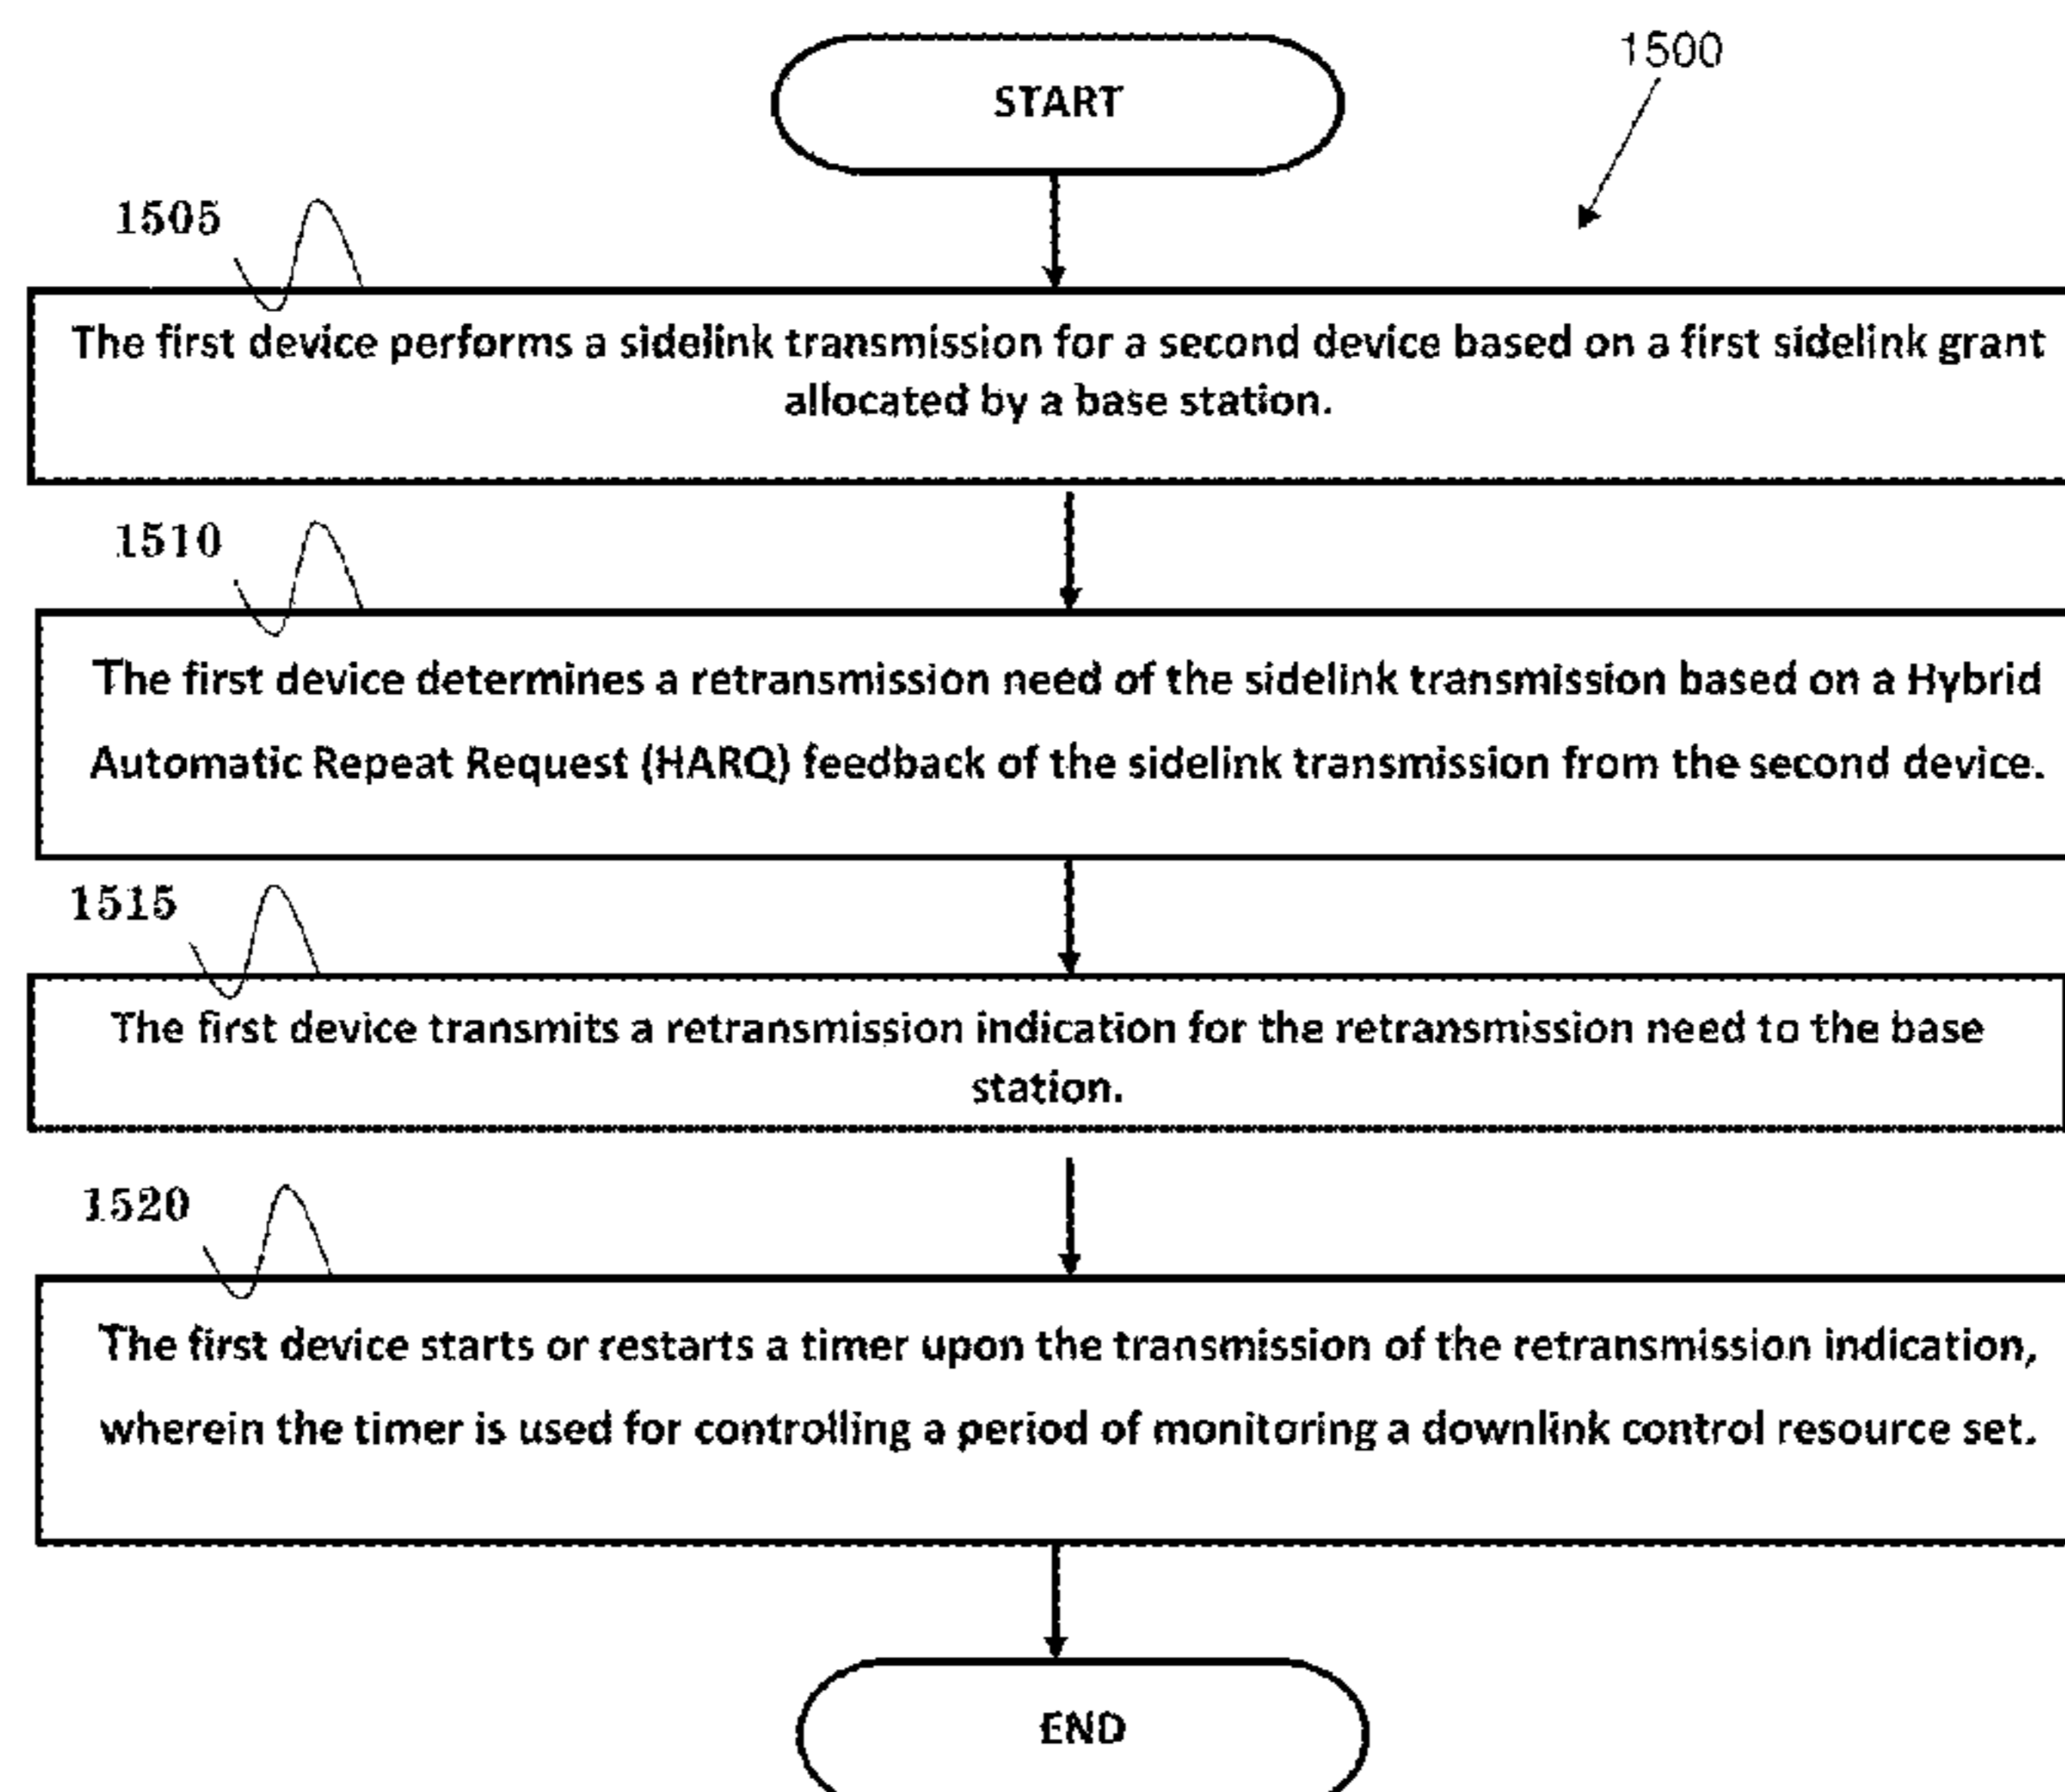 1500
START
1505
The first device performs a sidelink transmission for a second device based on a first sidelink grant
allocated by a base station.
1510
The first device determines a retransmission need of the sidelink transmission based on a Hybrid
Automatic Repeat Request (HARQ) feedback of the sidelink transmission from the second device.
1515
The first device transmits a retransmission indication for the retransmission need to the base
station.
1520
The first device starts or restarts a timer upon the transmission of the retransmission indication,
wherein the timer is used for controlling a period of monitoring a downlink control resource set.
END